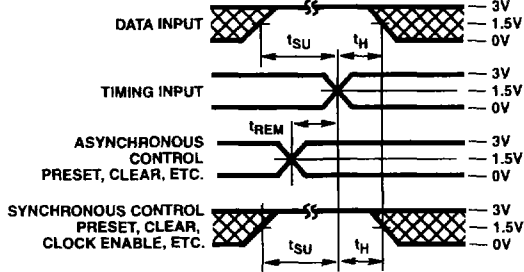 3V
DATA INPUT
1.5V
0V
tSU
tH
3V
TIMING INPUT
1.5V
0V
tREM
ASYNCHRONOUS
CONTROL
PRESET, CLEAR, ETC.
3V
1.5V
0V
SYNCHRONOUS CONTROL
PRESET, CLEAR,
CLOCK ENABLE, ETC.
3V
1.5V
0V
tSU
tH